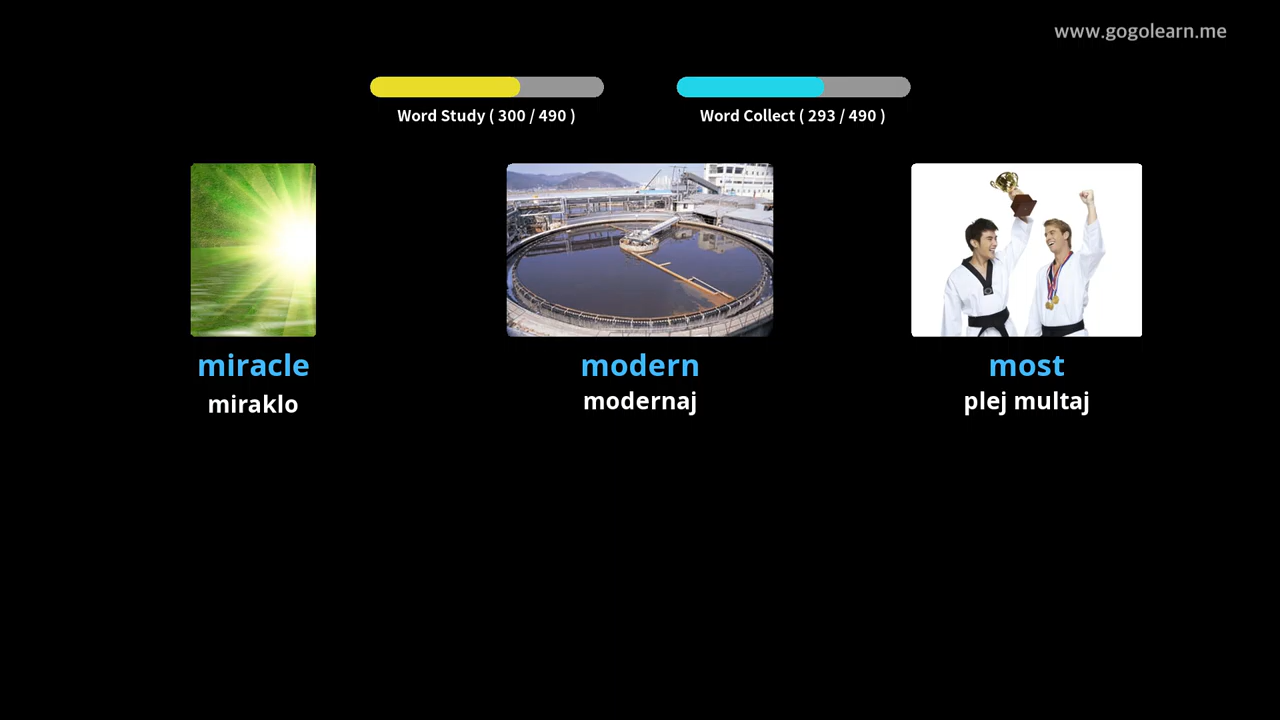 www.gogolearn.me
Word Study ( 300 / 490 )
Word Collect ( 293 / 490 )
miracle
miraklo
modern
modernaj
most
plej multaj